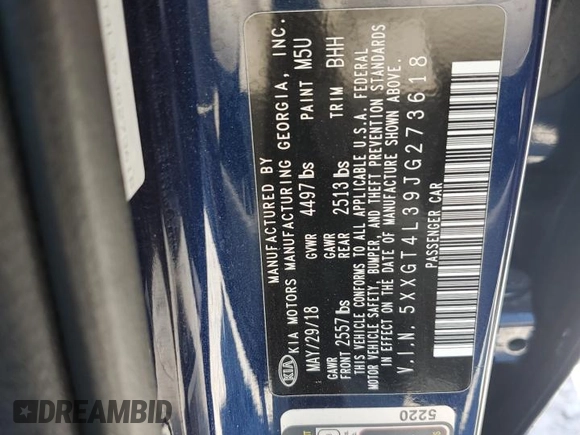 KIA
MANUFACTURED BY
KIA MOTORS MANUFACTURING GEORGIA, INC.
MAY/29/18 GVWR 4497 lbs PAINT M5U
GAWR FRONT 2557 lbs GAWR REAR 2513 lbs TRIM BHH
THIS VEHICLE CONFORMS TO ALL APPLICABLE U.S.A. FEDERAL
MOTOR VEHICLE SAFETY, BUMPER, AND THEFT PREVENTION STANDARDS
IN EFFECT ON THE DATE OF MANUFACTURE SHOWN ABOVE.
V.I.N. 5XXGT4L39JG273618
PASSENGER CAR
5220
DREAMBID